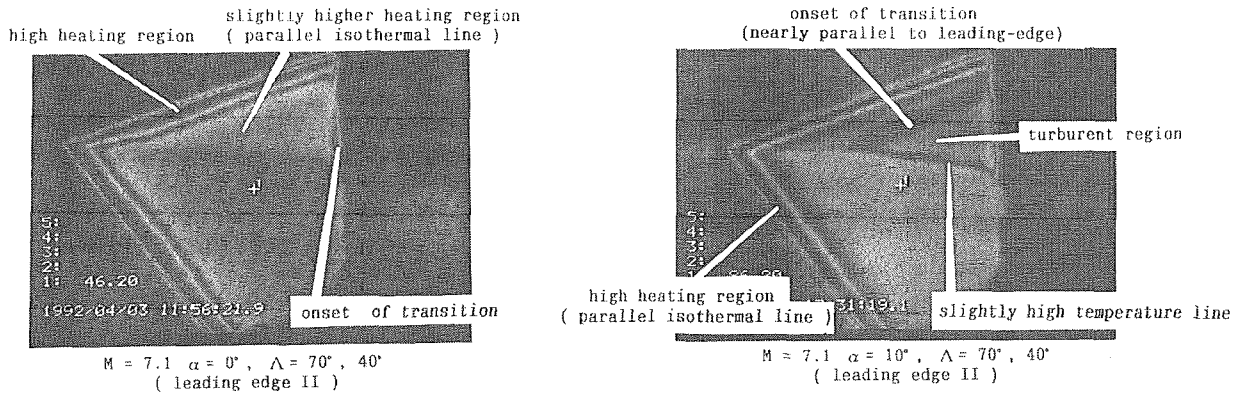 slightly higher heating region
( parallel isothermal line )
high heating region
5:
4:
3:
2:
1: 46.20
1992/04/03 11:56:21.9
onset of transition
M = 7.1 α = 0°, Λ = 70°, 40°
( leading edge II )
onset of transition
(nearly parallel to leading-edge)
turburent region
5:
4:
3:
2:
high heating region
( parallel isothermal line )
31:19.1
slightly high temperature line
M = 7.1 α = 10°, Λ = 70°, 40°
( leading edge II )